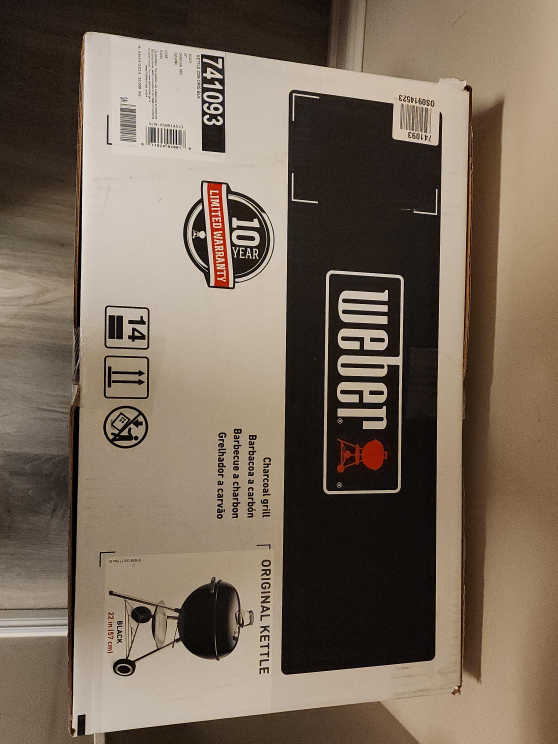 741093
10
YEAR
LIMITED WARRANTY
14
weber®
Charcoal grill
Barbacoa a carbón
Barbecue a charbon
Grelhador a carvão
ORIGINAL KETTLE
BLACK
22 in (57 cm)
741093
OS0914523